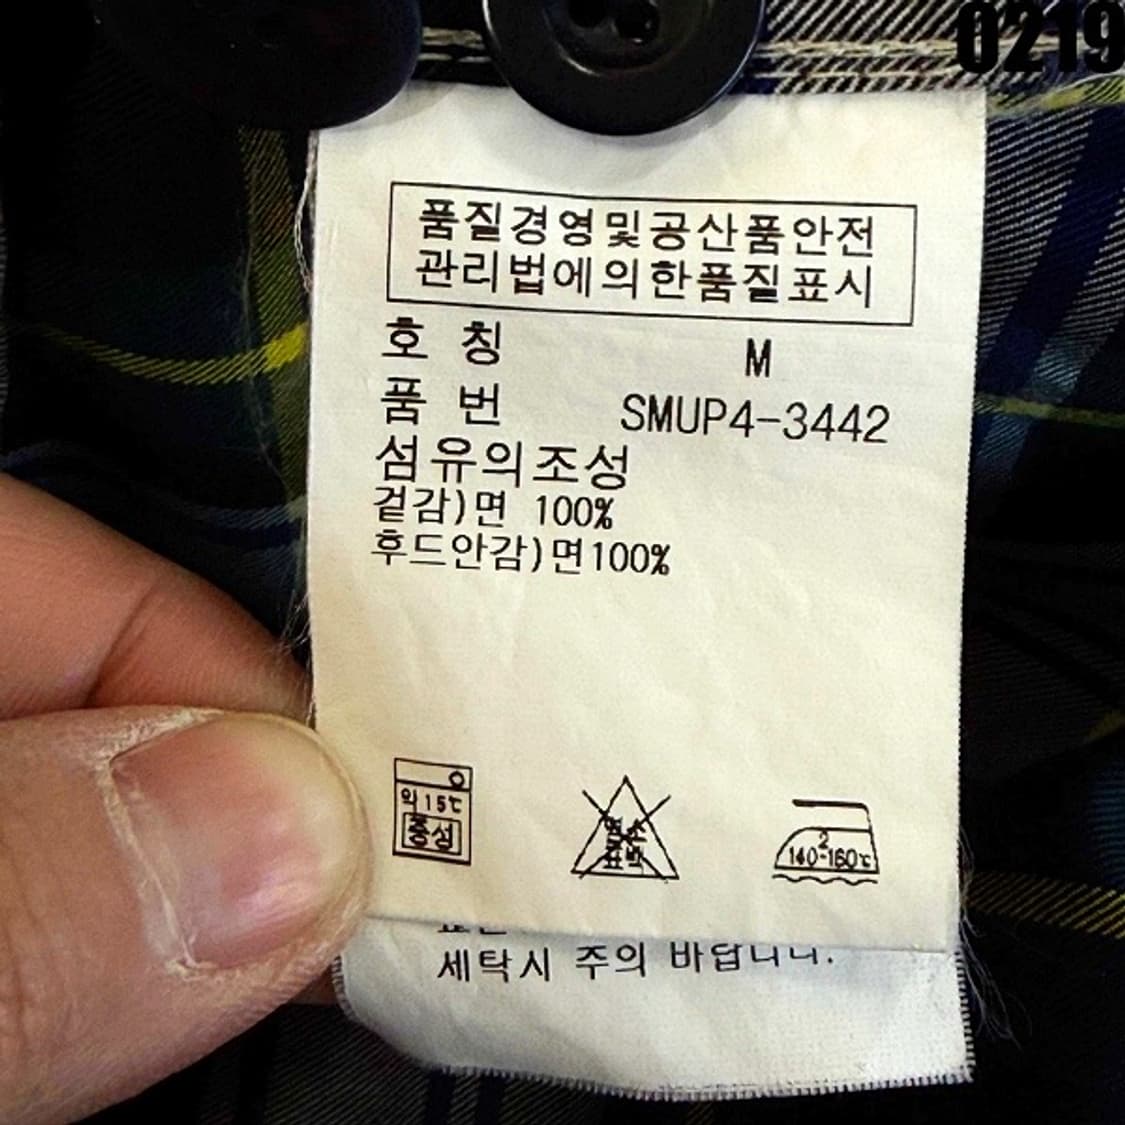 0219
품질경영및공산품안전
관리법에의한품질표시
호 칭 M
품 번 SMUP4-3442
섬유의조성
겉감)면 100%
후드안감)면100%
약15℃
중성
2
140-160℃
세탁시 주의 바랍니다.